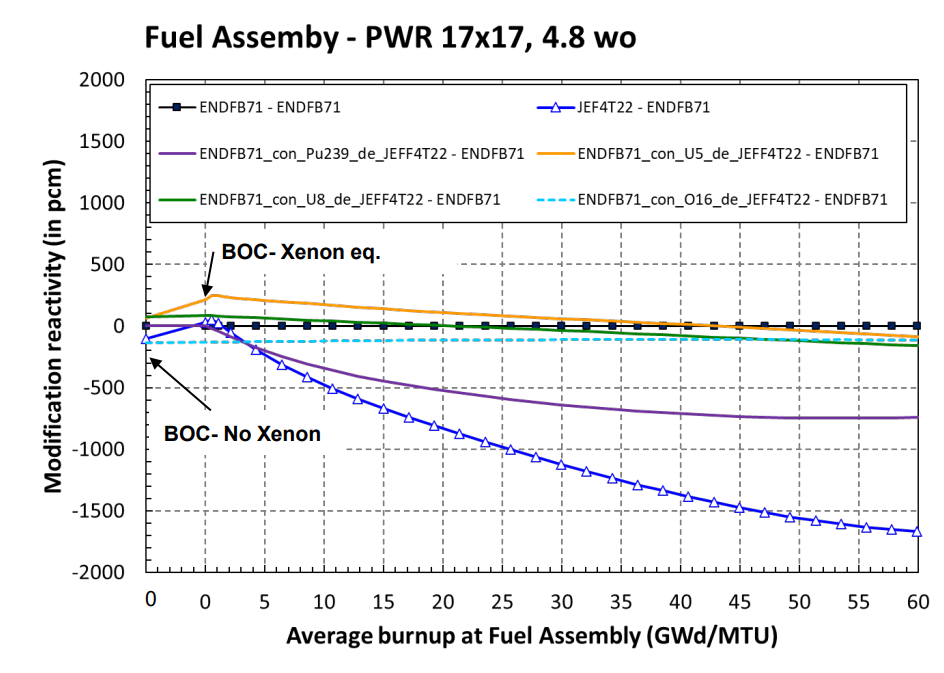 Fuel Assemby - PWR 17x17, 4.8 wo
Modification reactivity (in pcm)
2000
1500
1000
500
0
-500
-1000
-1500
-2000
ENDFB71 - ENDFB71
JEF4T22 - ENDFB71
ENDFB71_con_Pu239_de_JEFF4T22 - ENDFB71
ENDFB71_con_U5_de_JEFF4T22 - ENDFB71
ENDFB71_con_U8_de_JEFF4T22 - ENDFB71
ENDFB71_con_O16_de_JEFF4T22 - ENDFB71
BOC- Xenon eq.
BOC- No Xenon
0 0 5 10 15 20 25 30 35 40 45 50 55 60
Average burnup at Fuel Assembly (GWd/MTU)